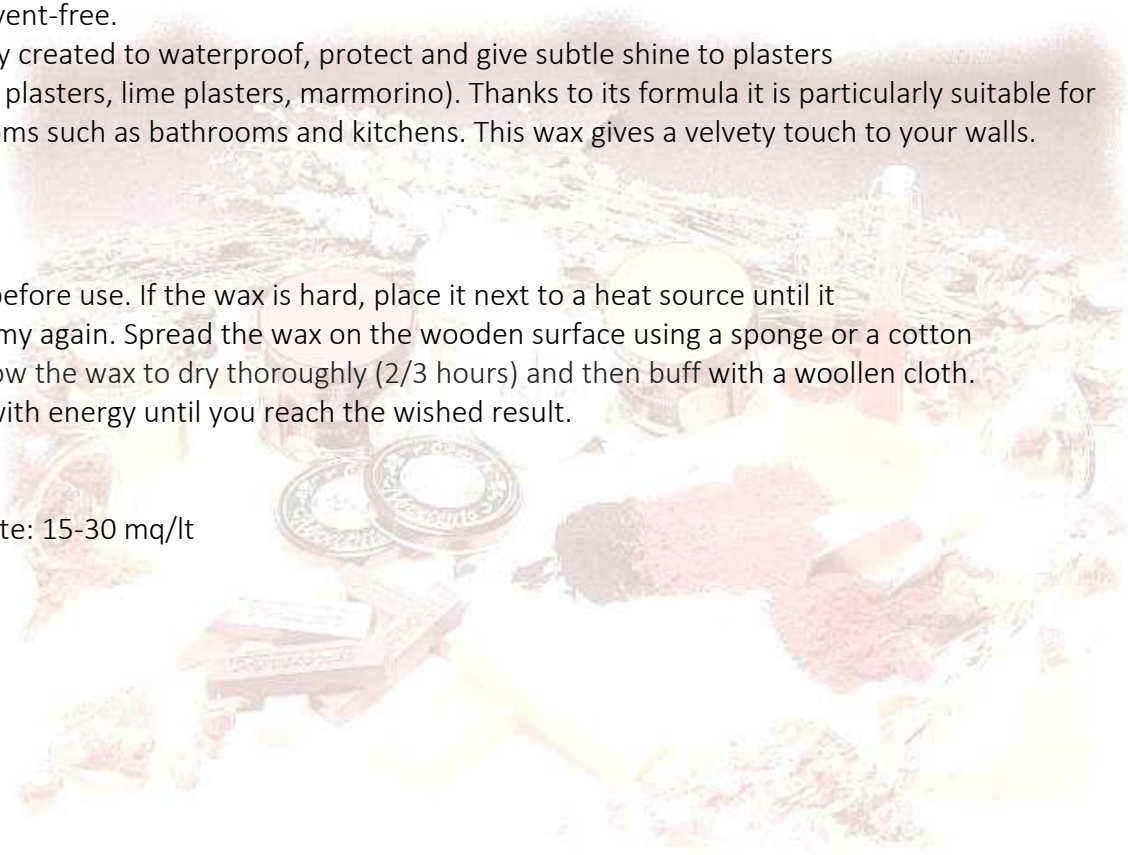 vent-free.
y created to waterproof, protect and give subtle shine to plasters
plasters, lime plasters, marmorino). Thanks to its formula it is particularly suitable for
oms such as bathrooms and kitchens. This wax gives a velvety touch to your walls.
before use. If the wax is hard, place it next to a heat source until it
my again. Spread the wax on the wooden surface using a sponge or a cotton
ow the wax to dry thoroughly (2/3 hours) and then buff with a woollen cloth.
with energy until you reach the wished result.
te: 15-30 mq/lt